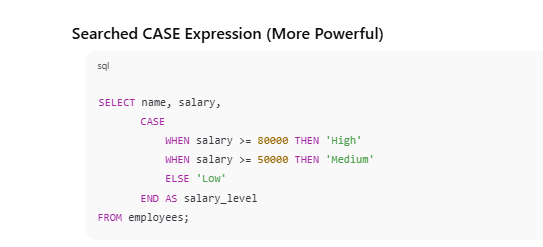 Searched CASE Expression (More Powerful)
sql
SELECT name, salary,
       CASE
           WHEN salary >= 80000 THEN 'High'
           WHEN salary >= 50000 THEN 'Medium'
           ELSE 'Low'
       END AS salary_level
FROM employees;